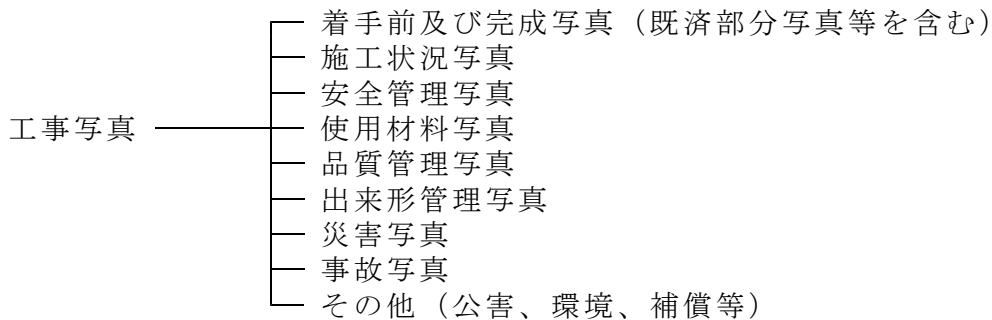 着手前及び完成写真（既済部分写真等を含む）
施工状況写真
安全管理写真
工事写真 使用材料写真
品質管理写真
出来形管理写真
災害写真
事故写真
その他（公害、環境、補償等）